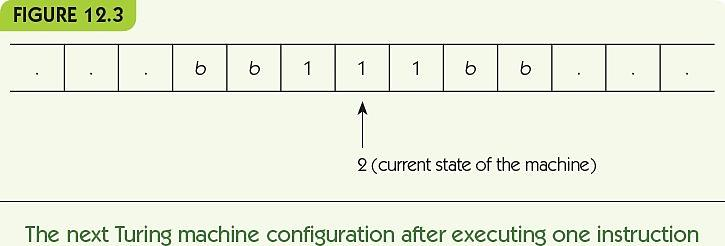 FIGURE 12.3
. . . b b 1 1 1 b b . . .
2 (current state of the machine)
The next Turing machine configuration after executing one instruction